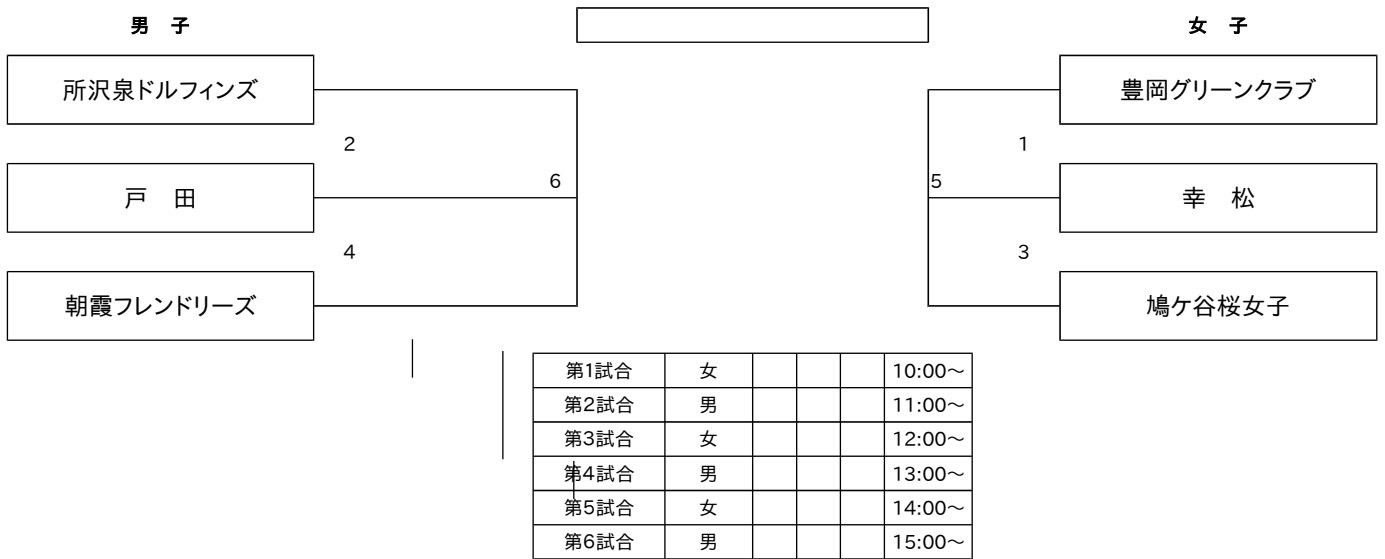 男 子
女 子
所沢泉ドルフィンズ
豊岡グリーンクラブ
2
1
6
5
戸 田
幸 松
4
3
朝霞フレンドリーズ
鳩ケ谷桜女子
第1試合 女 10:00～
第2試合 男 11:00～
第3試合 女 12:00～
第4試合 男 13:00～
第5試合 女 14:00～
第6試合 男 15:00～